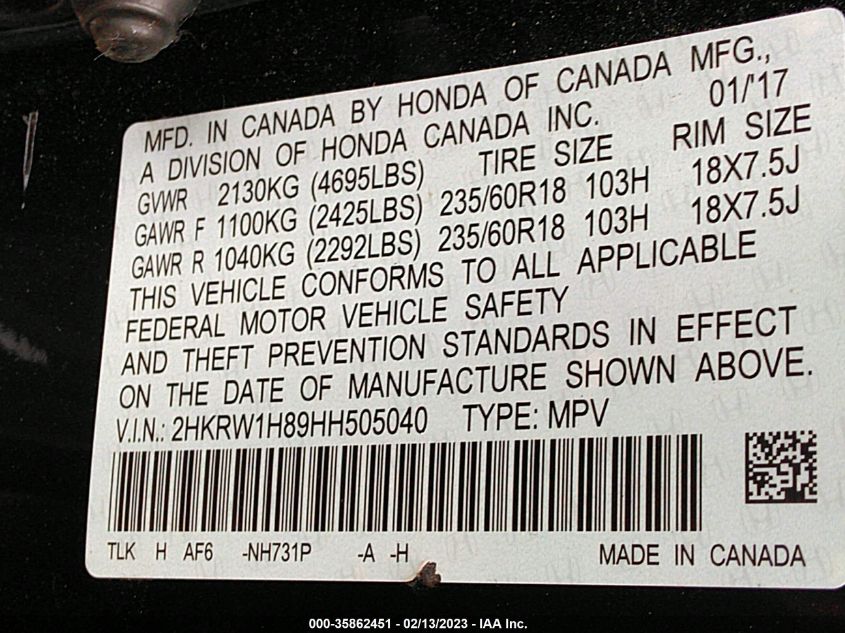 MFD. IN CANADA BY HONDA OF CANADA MFG.,
A DIVISION OF HONDA CANADA INC. 01/'17
GVWR 2130KG (4695LBS) TIRE SIZE RIM SIZE
GAWR F 1100KG (2425LBS) 235/60R18 103H 18X7.5J
GAWR R 1040KG (2292LBS) 235/60R18 103H 18X7.5J
THIS VEHICLE CONFORMS TO ALL APPLICABLE
FEDERAL MOTOR VEHICLE SAFETY
AND THEFT PREVENTION STANDARDS IN EFFECT
ON THE DATE OF MANUFACTURE SHOWN ABOVE.
V.I.N.: 2HKRW1H89HH505040 TYPE: MPV
TLK H AF6 -NH731P -A -H MADE IN CANADA
000-35862451 - 02/13/2023 - IAA Inc.